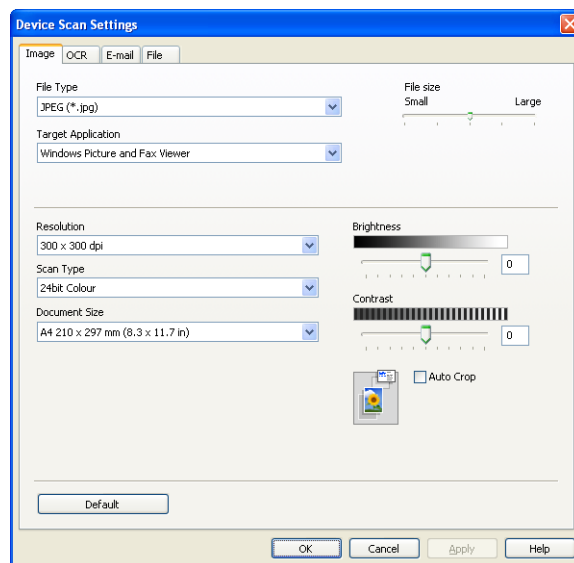 Device Scan Settings
Image OCR E-mail File
File Type
JPEG (*.jpg)
File size
Small Large
Target Application
Windows Picture and Fax Viewer
Resolution
300 x 300 dpi
Scan Type
24bit Colour
Document Size
A4 210 x 297 mm (8.3 x 11.7 in)
Brightness
0
Contrast
0
Auto Crop
Default
OK Cancel Apply Help